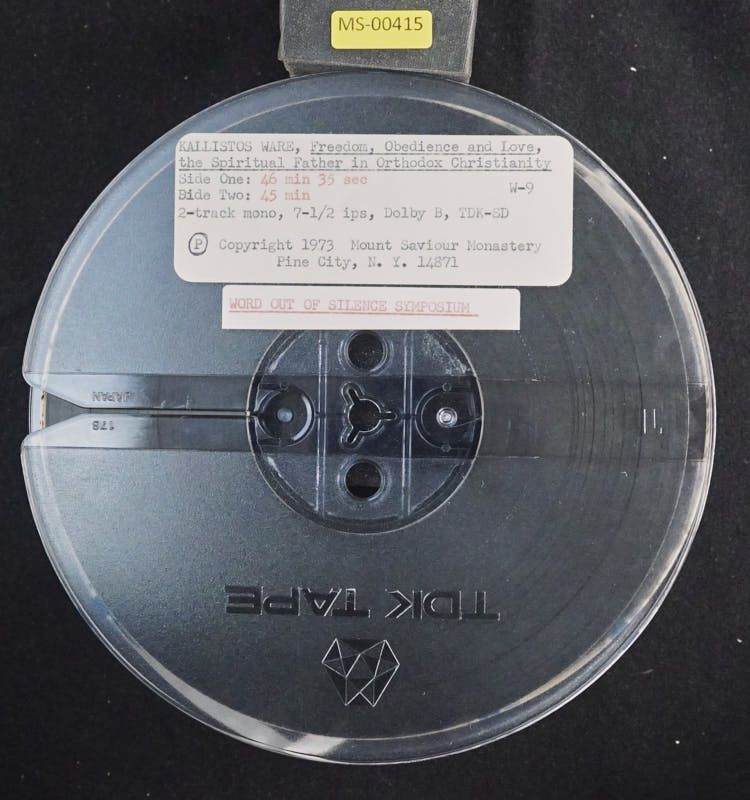 MS-00415
KALLISTOS WARE, Freedom, Obedience and Love,
the Spiritual Father in Orthodox Christianity
Side One: 46 min 35 sec
Side Two: 45 min
W-9
2-track mono, 7-1/2 ips, Dolby B, TDK-SD
Ⓟ Copyright 1973 Mount Saviour Monastery
Pine City, N. Y. 14871
WORD OUT OF SILENCE SYMPOSIUM
JAPAN
178
TDK TAPE